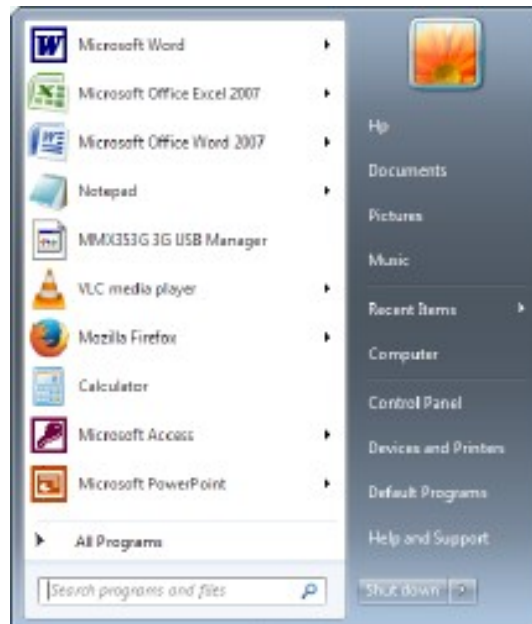 Microsoft Word
Microsoft Office Excel 2007
Microsoft Office Word 2007
Notepad
MMX353G 3G USB Manager
VLC media player
Mozilla Firefox
Calculator
Microsoft Access
Microsoft PowerPoint
All Programs
Search programs and files
Hp
Documents
Pictures
Music
Recent Items
Computer
Control Panel
Devices and Printers
Default Programs
Help and Support
Shut down